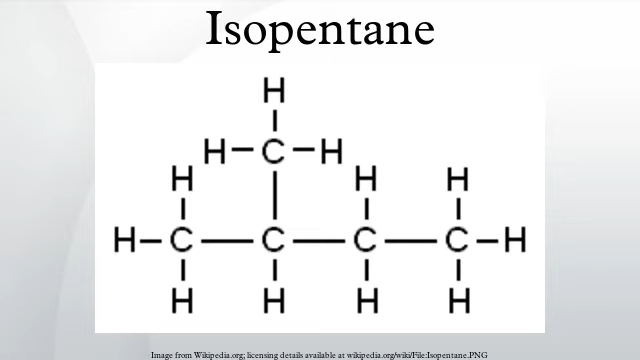 Isopentane
H
H–C–H
H H H
H–C–C–C–C–H
H H H H
Image from Wikipedia.org; licensing details available at wikipedia.org/wiki/File:Isopentane.PNG